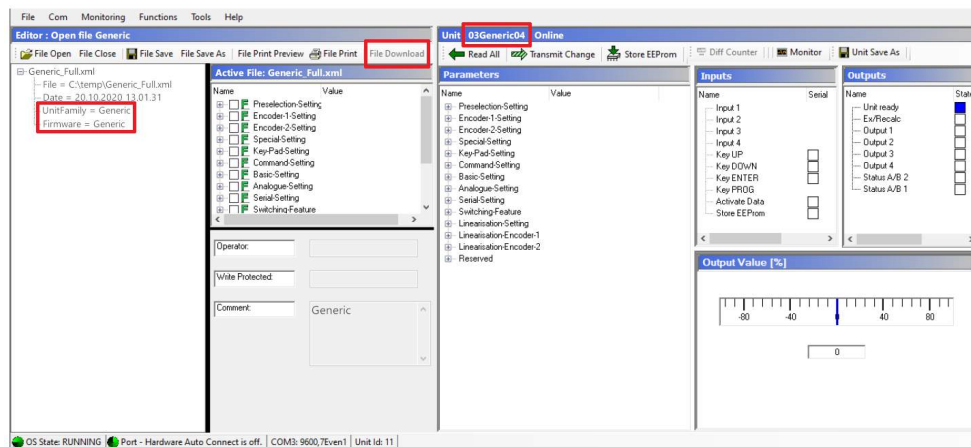 File Com Monitoring Functions Tools Help
Editor : Open file Generic
File Open File Close File Save File Save As File Print Preview File Print File Download
Generic_Full.xml
File = C:\temp\Generic_Full.xml
Date = 20.10.2020 13.01.31
UnitFamily = Generic
Firmware = Generic
Active File: Generic_Full.xml
Name Value
Preselection-Setting
Encoder-1-Setting
Encoder-2-Setting
Special-Setting
Key-Pad-Setting
Command-Setting
Basic-Setting
Analogue-Setting
Serial-Setting
Switching-Feature
Operator:
Write Protected:
Comment:
Generic
Unit 03Generic04 Online
Read All Transmit Change Store EEProm Diff Counter Monitor Unit Save As
Parameters
Name Value
Preselection-Setting
Encoder-1-Setting
Encoder-2-Setting
Special-Setting
Key-Pad-Setting
Command-Setting
Basic-Setting
Analogue-Setting
Serial-Setting
Switching-Feature
Linearisation-Setting
Linearisation-Encoder-1
Linearisation-Encoder-2
Reserved
Inputs
Name Serial
Input 1
Input 2
Input 3
Input 4
Key UP
Key DOWN
Key ENTER
Key PROG
Activate Data
Store EEProm
Outputs
Name State
Unit ready
Ex/Recalc
Output 1
Output 2
Output 3
Output 4
Status A/B 2
Status A/B 1
Output Value [%]
-80 -40 0 40 80
0
OS State: RUNNING Port - Hardware Auto Connect is off. COM3: 9600,7Even1 Unit Id: 11